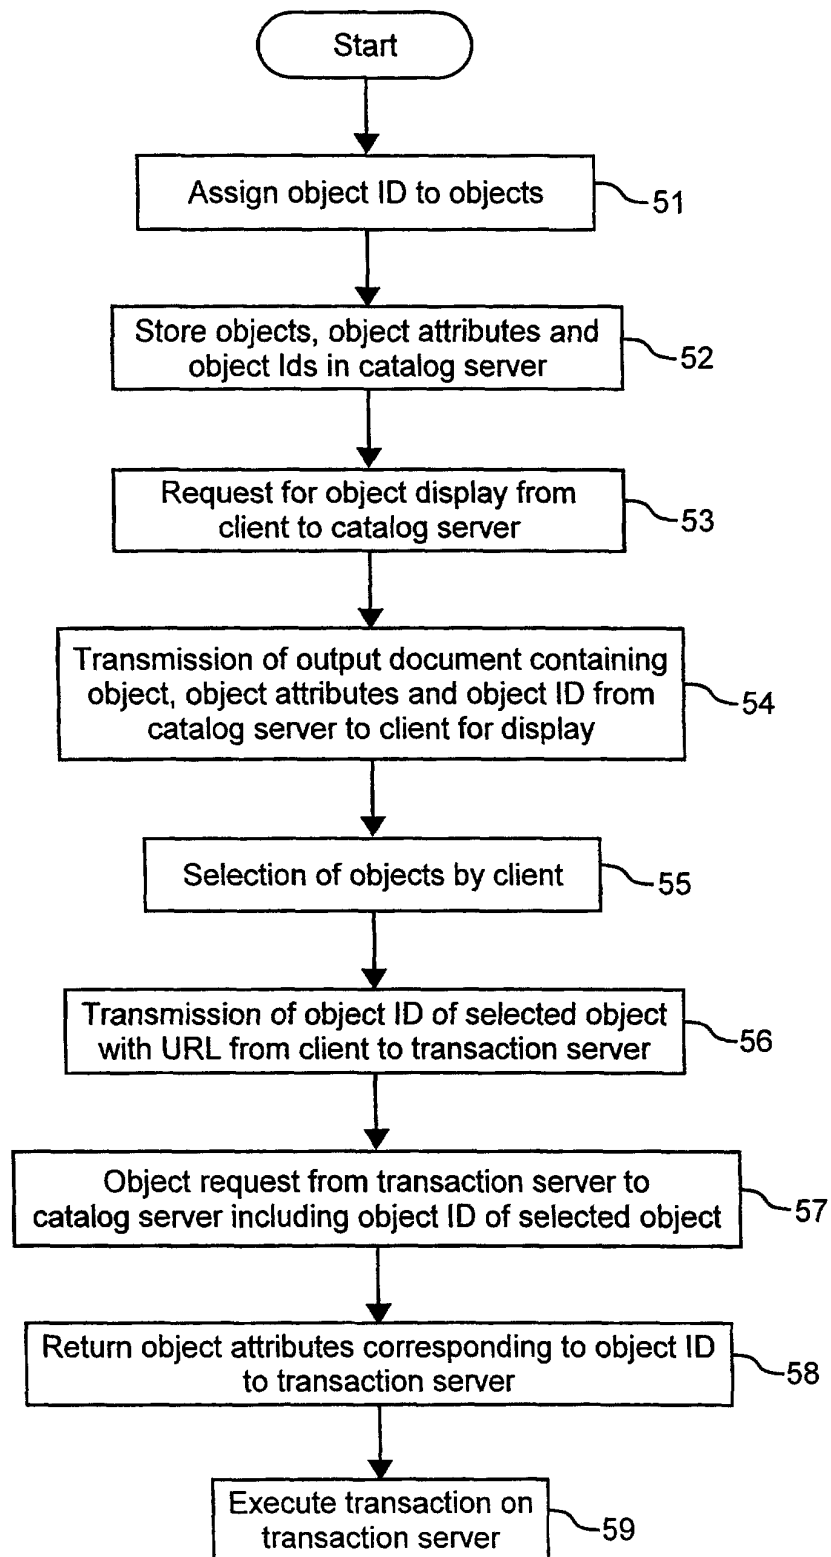 Start
Assign object ID to objects
51
Store objects, object attributes and
object Ids in catalog server
52
Request for object display from
client to catalog server
53
Transmission of output document containing
object, object attributes and object ID from
catalog server to client for display
54
Selection of objects by client
55
Transmission of object ID of selected object
with URL from client to transaction server
56
Object request from transaction server to
catalog server including object ID of selected object
57
Return object attributes corresponding to object ID
to transaction server
58
Execute transaction on
transaction server
59